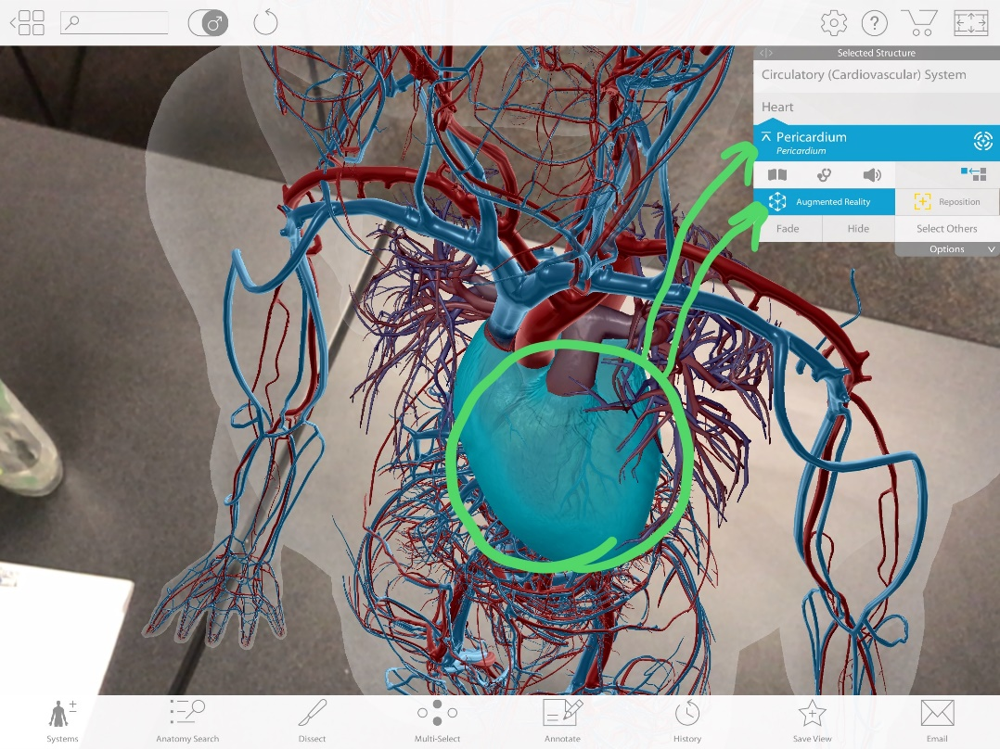 Selected Structure
Circulatory (Cardiovascular) System
Heart
Pericardium
Pericardium
Augmented Reality
Reposition
Fade
Hide
Select Others
Options
Systems
Anatomy Search
Dissect
Multi-Select
Annotate
History
Save View
Email